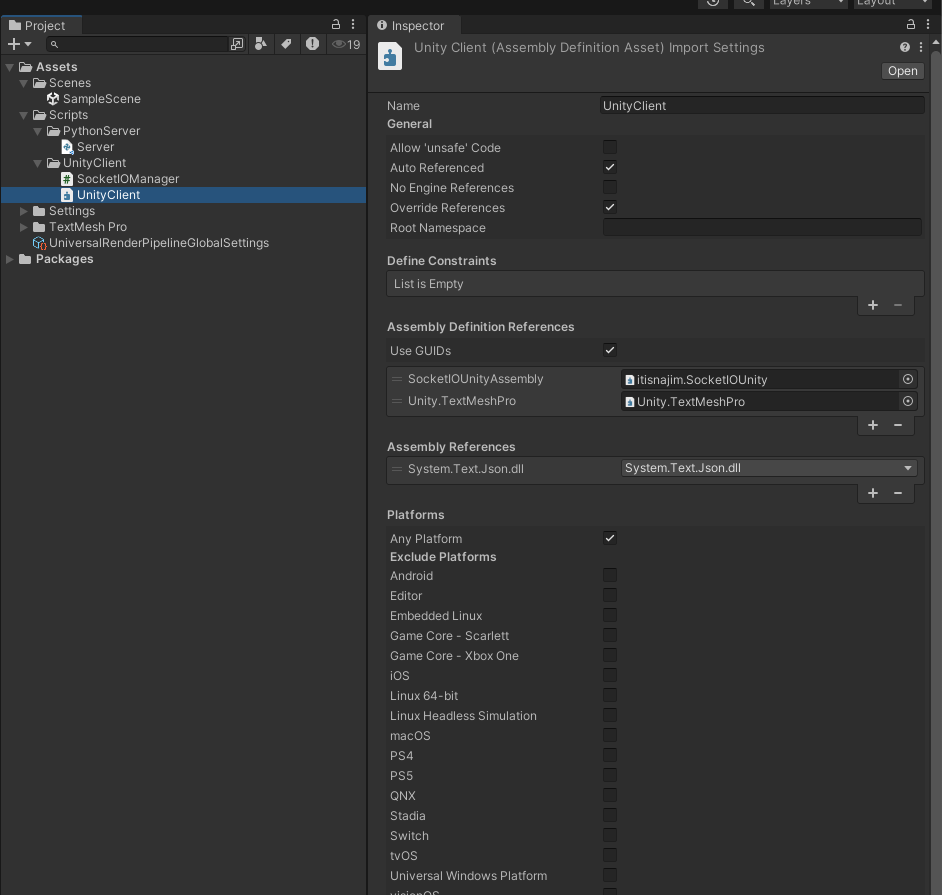 Layers
Layout
Project
19
Assets
Scenes
SampleScene
Scripts
PythonServer
Server
UnityClient
SocketIOManager
UnityClient
Settings
TextMesh Pro
UniversalRenderPipelineGlobalSettings
Packages
Inspector
Unity Client (Assembly Definition Asset) Import Settings
Open
Name UnityClient
General
Allow 'unsafe' Code
Auto Referenced
No Engine References
Override References
Root Namespace
Define Constraints
List is Empty
Assembly Definition References
Use GUIDs
SocketIOUnityAssembly itisnajim.SocketIOUnity
Unity.TextMeshPro Unity.TextMeshPro
Assembly References
System.Text.Json.dll System.Text.Json.dll
Platforms
Any Platform
Exclude Platforms
Android
Editor
Embedded Linux
Game Core - Scarlett
Game Core - Xbox One
iOS
Linux 64-bit
Linux Headless Simulation
macOS
PS4
PS5
QNX
Stadia
Switch
tvOS
Universal Windows Platform
visionOS